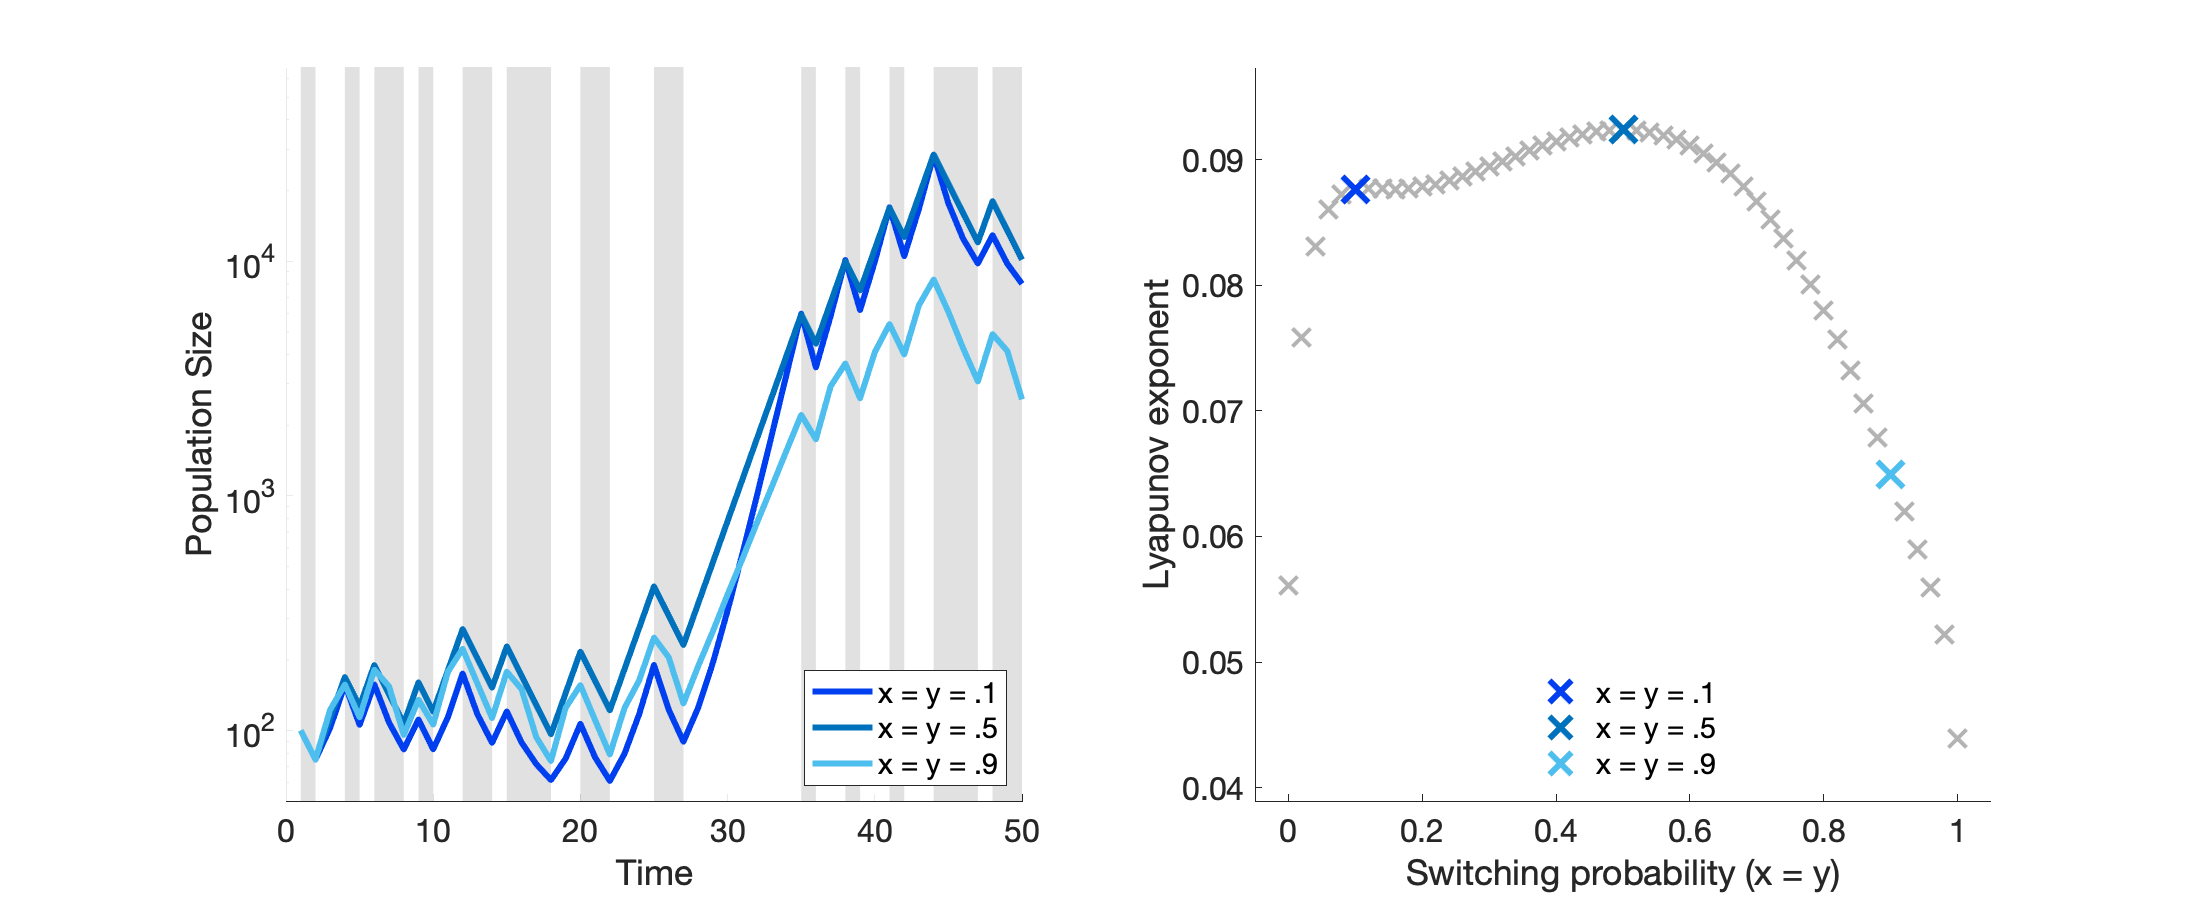 Population Size
10^4
10^3
10^2
x = y = .1
x = y = .5
x = y = .9
0 10 20 30 40 50
Time
Lyapunov exponent
0.09
0.08
0.07
0.06
0.05
0.04
x = y = .1
x = y = .5
x = y = .9
0 0.2 0.4 0.6 0.8 1
Switching probability (x = y)